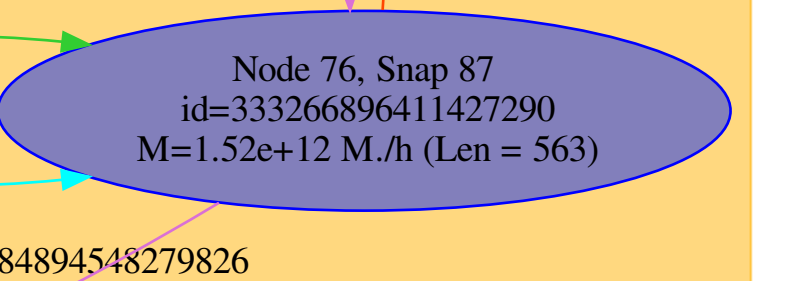 Node 76, Snap 87
id=333266896411427290
M=1.52e+12 M./h (Len = 563)
84894548279826